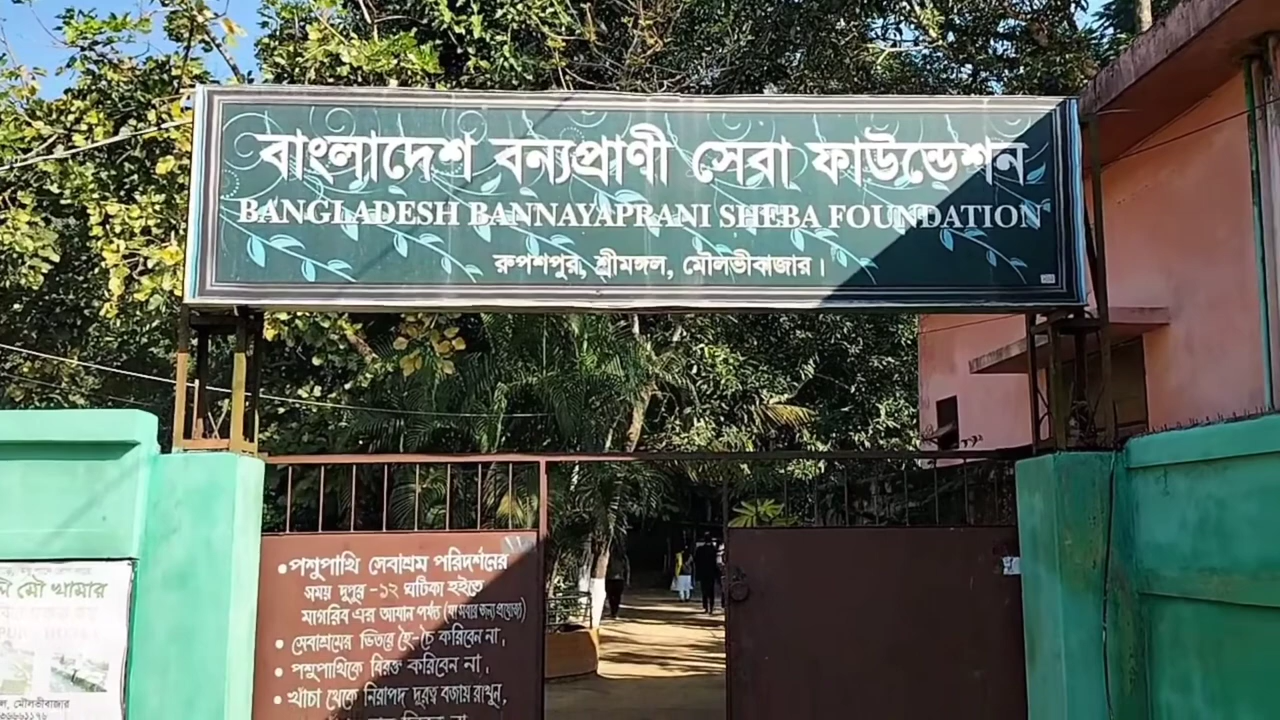 বাংলাদেশ বন্যপ্রাণী সেবা ফাউন্ডেশন
BANGLADESH BANNAYAPRANI SHEBA FOUNDATION
রুপশপুর, শ্রীমঙ্গল, মৌলভীবাজার।
•পশুপাখি সেবাশ্রম পরিদর্শনের
সময় দুপুর -১২ ঘটিকা হইতে
মাগরিব এর আযান পর্যন্ত
• সেবাশ্রমের ভিতরে হৈ-চৈ করিবেন না,
• পশুপাখিকে বিরক্ত করিবেন না,
• খাঁচা থেকে নিরাপদ দূরত্ব বজায় রাখুন,
মৌ খামার
মৌলভীবাজার